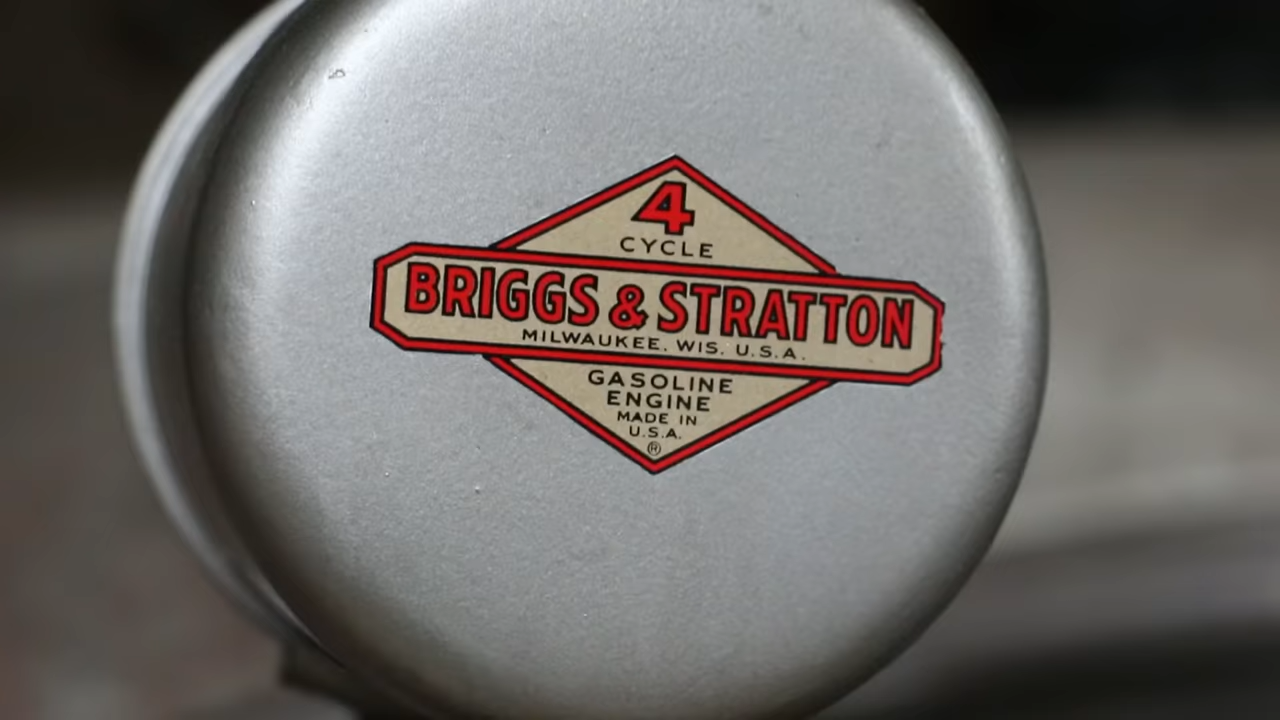 4
CYCLE
BRIGGS & STRATTON
MILWAUKEE. WIS. U.S.A.
GASOLINE
ENGINE
MADE IN
U.S.A.
®